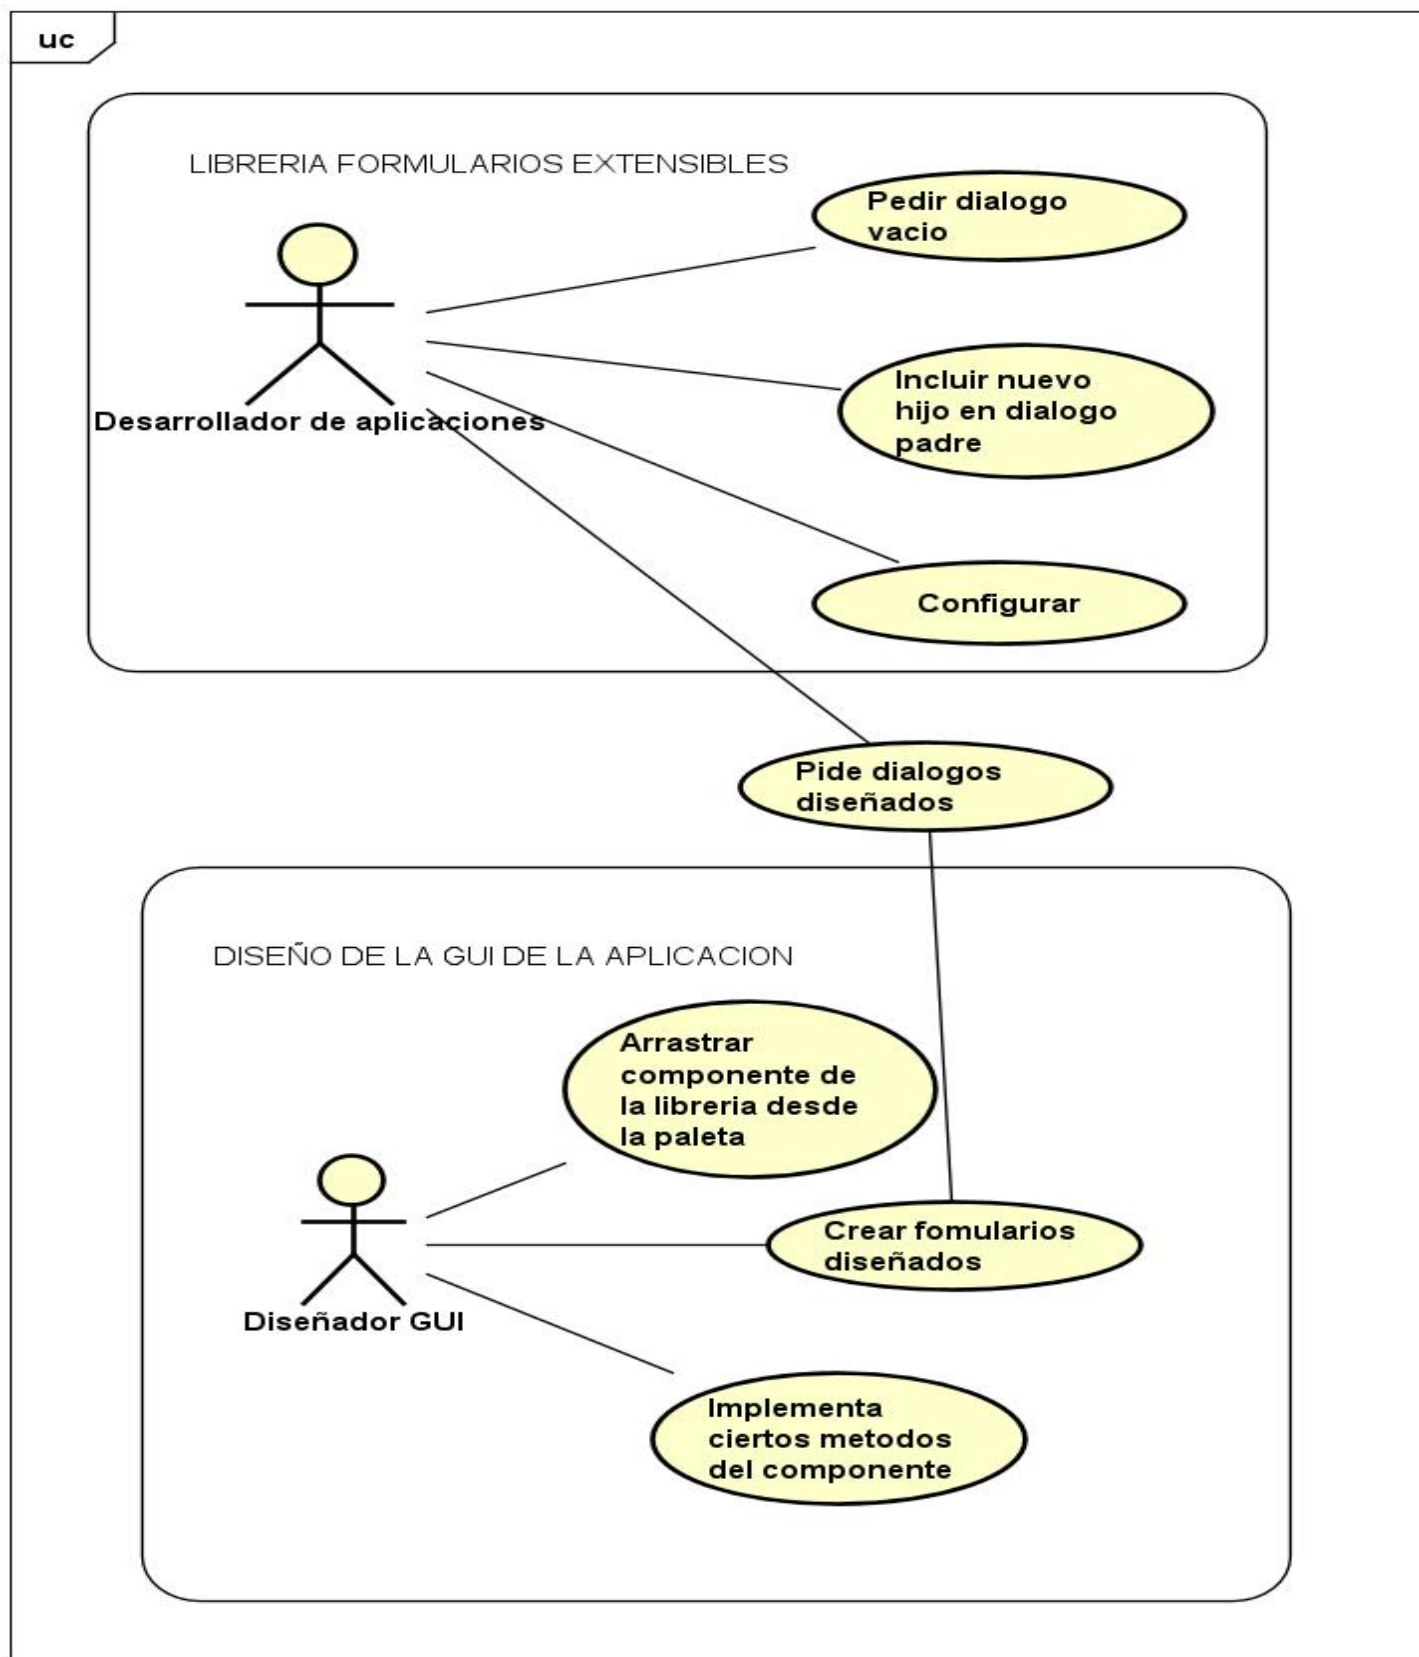 uc
LIBRERIA FORMULARIOS EXTENSIBLES
Pedir dialogo
vacio
Incluir nuevo
hijo en dialogo
padre
Desarrollador de aplicaciones
Configurar
Pide dialogos
diseñados
DISEÑO DE LA GUI DE LA APLICACION
Arrastrar
componente de
la libreria desde
la paleta
Crear fomularios
diseñados
Diseñador GUI
Implementa
ciertos metodos
del componente